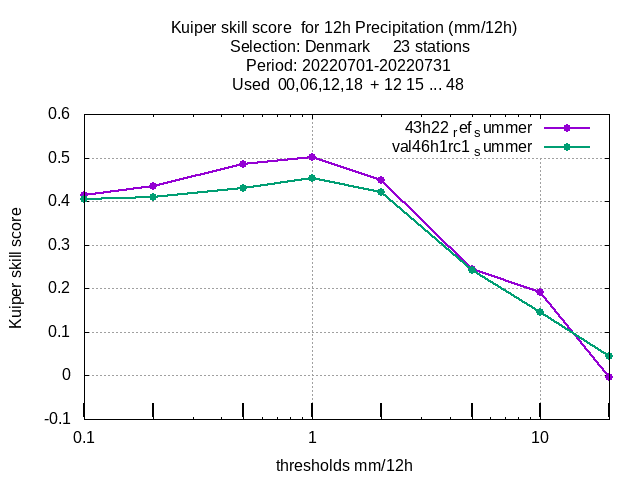 Kuiper skill score  for 12h Precipitation (mm/12h)
Selection: Denmark     23 stations
Period: 20220701-20220731
Used  00,06,12,18  + 12 15 ... 48
43h22 ref summer
val46h1rc1 summer
0.6
0.5
0.4
0.3
0.2
0.1
0
-0.1
Kuiper skill score
0.1
1
10
thresholds mm/12h